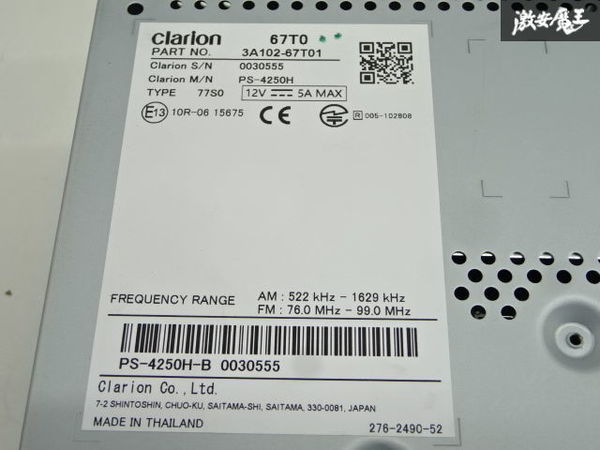 激安魔王
clarion 67T0
PART NO. 3A102-67T01
Clarion S/N 0030555
Clarion M/N PS-4250H
TYPE 77S0 12V 5A MAX
E13 10R-06 15675 CE R 005-102808
FREQUENCY RANGE AM : 522 kHz - 1629 kHz
FM : 76.0 MHz - 99.0 MHz
PS-4250H-B 0030555
Clarion Co.,Ltd.
7-2 SHINTOSHIN, CHUO-KU, SAITAMA-SHI, SAITAMA, 330-0081, JAPAN
MADE IN THAILAND 276-2490-52